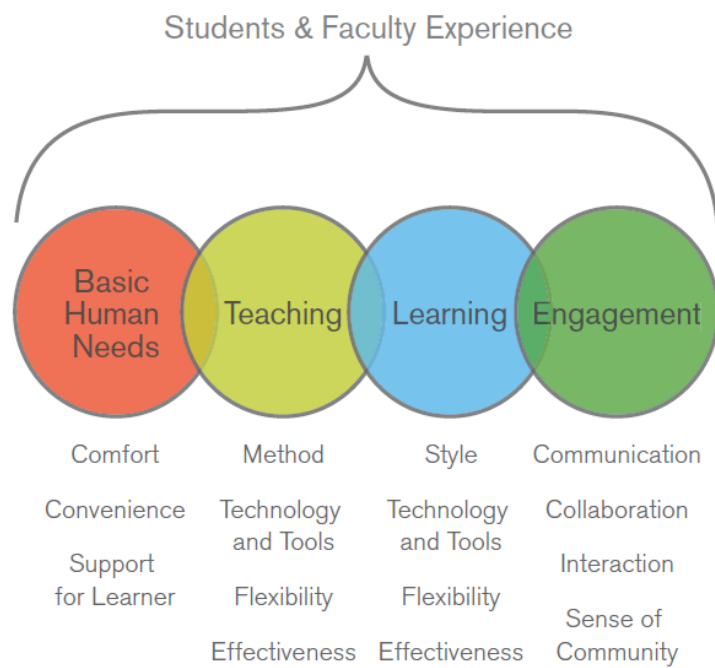 Students & Faculty Experience
Basic
Human
Needs
Teaching
Learning
Engagement
Comfort
Convenience
Support
for Learner
Method
Technology
and Tools
Flexibility
Effectiveness
Style
Technology
and Tools
Flexibility
Effectiveness
Communication
Collaboration
Interaction
Sense of
Community